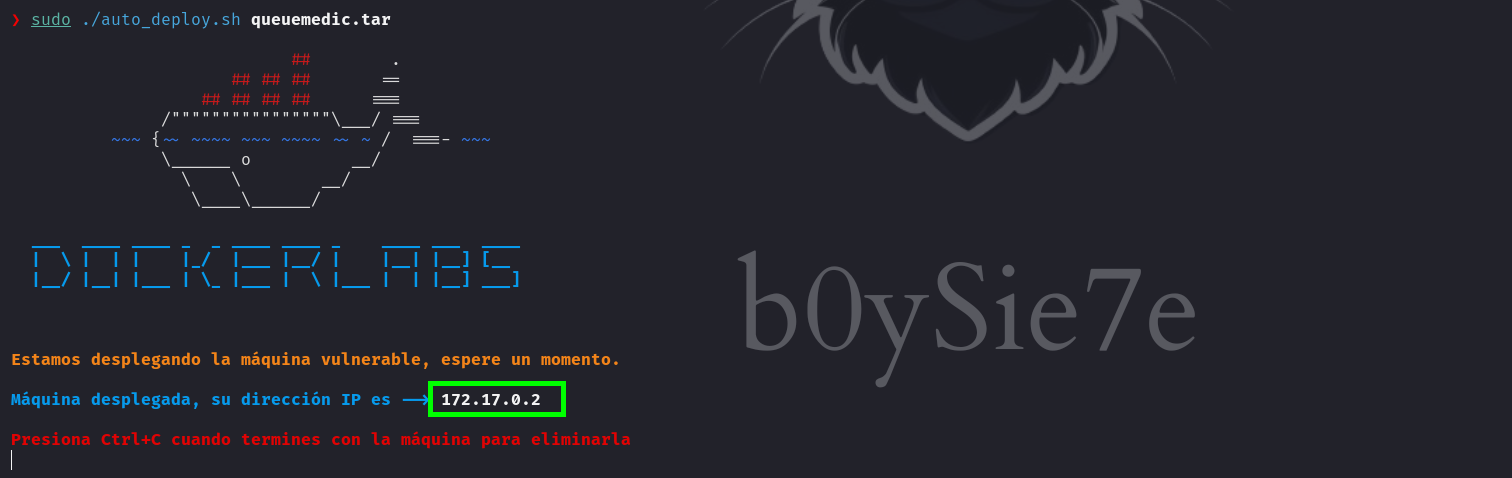 ❯ sudo ./auto_deploy.sh queuemedic.tar
DOCKERLABS
b0ySie7e
Estamos desplegando la máquina vulnerable, espere un momento.
Máquina desplegada, su dirección IP es --> 172.17.0.2
Presiona Ctrl+C cuando termines con la máquina para eliminarla